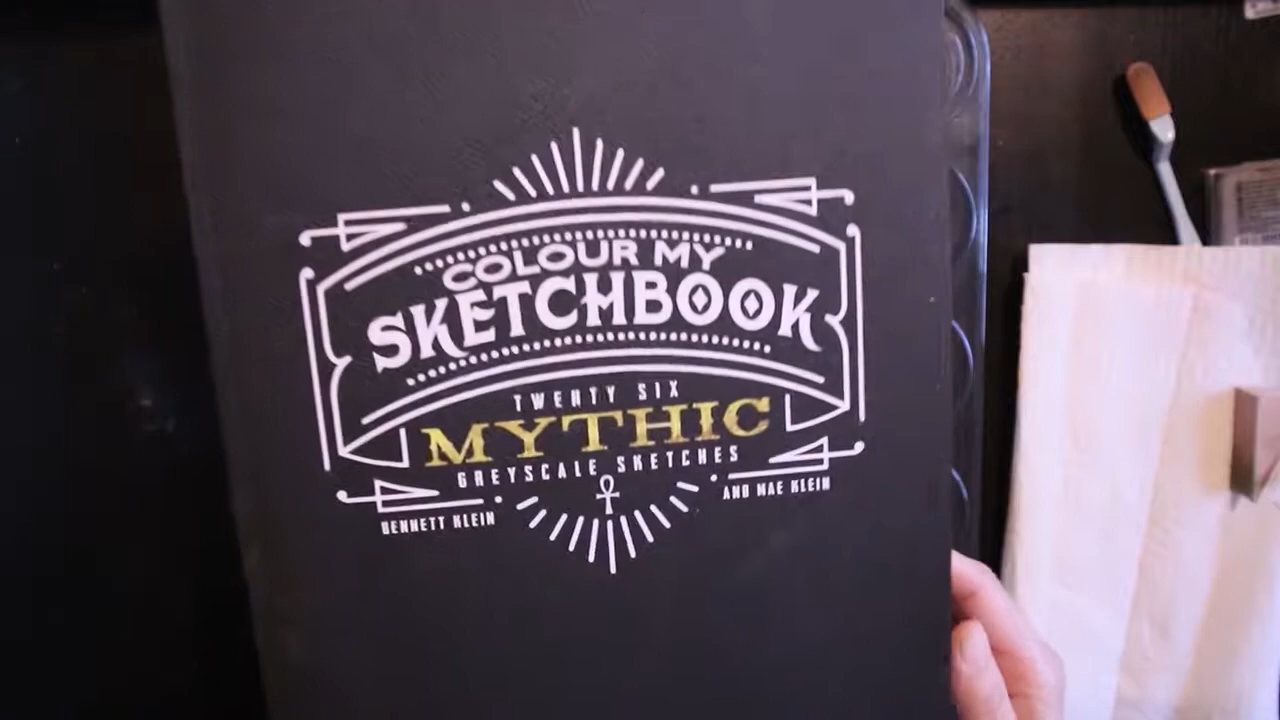 COLOUR MY
SKETCHBOOK
TWENTY SIX
MYTHIC
GREYSCALE SKETCHES
BENNETT KLEIN
AND MAE KLEIN